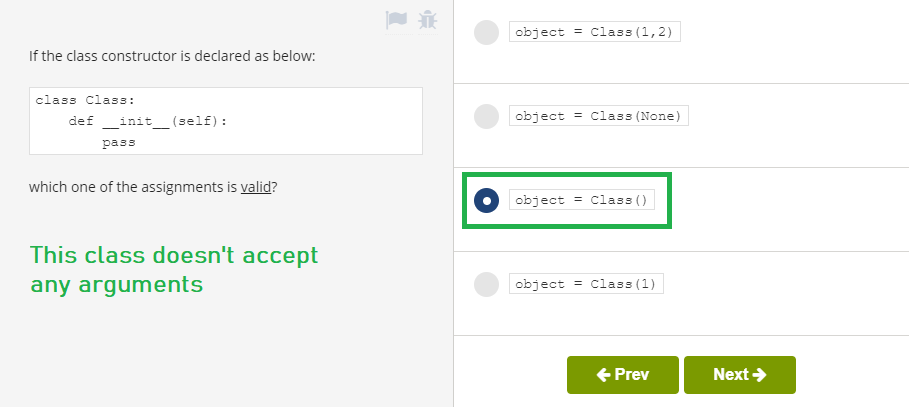 If the class constructor is declared as below:
class Class:
    def __init__(self):
        pass
which one of the assignments is valid?
This class doesn't accept
any arguments
object = Class(1,2)
object = Class(None)
object = Class()
object = Class(1)
Prev
Next